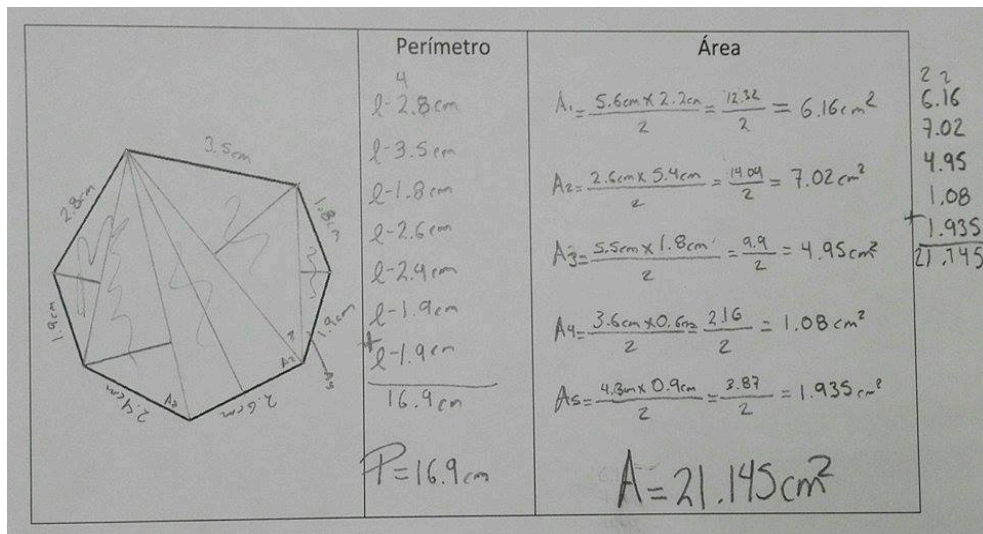 Perímetro
Área
4
l-2.8cm
l-3.5cm
l-1.8cm
l-2.6cm
l-2.4cm
l-1.9cm
+
l-1.9cm
16.9cm
P=16.9cm
A₁= 5.6cm x 2.2cm / 2 = 12.32 / 2 = 6.16cm²
A₂= 2.6cm x 5.4cm / 2 = 14.04 / 2 = 7.02cm²
A₃= 5.5cm x 1.8cm / 2 = 9.9 / 2 = 4.95cm²
A₄= 3.6cm x 0.6cm / 2 = 2.16 / 2 = 1.08cm²
A₅= 4.3cm x 0.9cm / 2 = 3.87 / 2 = 1.935cm²
A=21.145cm²
2 2
6.16
7.02
4.95
1.08
+ 1.935
21.145
3.5cm
2.8cm
1.8cm
1.9cm
1.9cm
2.4cm
2.6cm